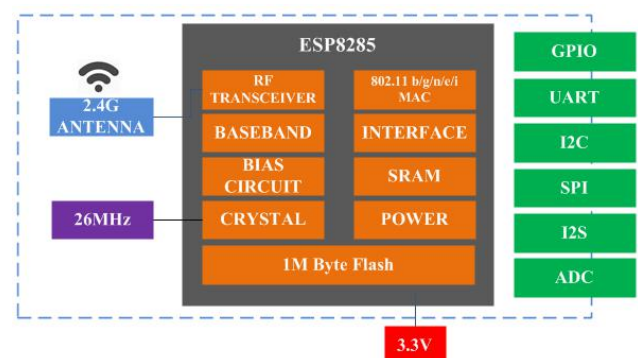 ESP8285
2.4G
ANTENNA
26MHz
RF
TRANSCEIVER
802.11 b/g/n/e/i
MAC
BASEBAND
INTERFACE
BIAS
CIRCUIT
SRAM
CRYSTAL
POWER
1M Byte Flash
3.3V
GPIO
UART
I2C
SPI
I2S
ADC